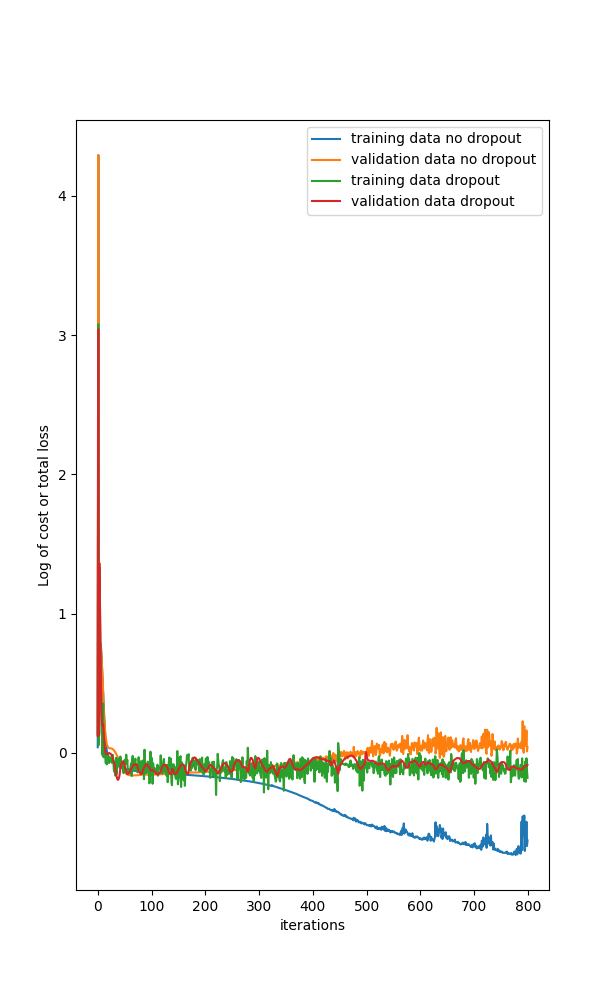 training data no dropout
validation data no dropout
training data dropout
validation data dropout
4
3
2
1
0
Log of cost or total loss
0 100 200 300 400 500 600 700 800
iterations